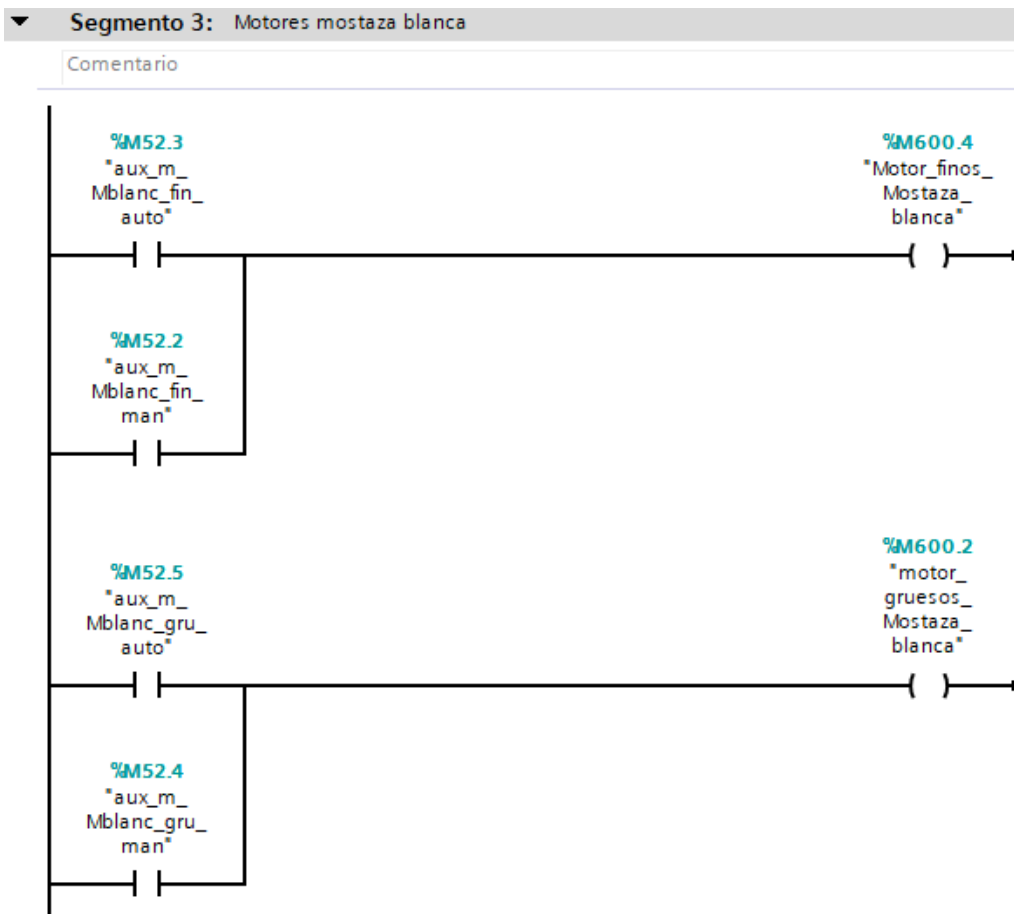 Segmento 3: Motores mostaza blanca
Comentario
%M52.3
"aux_m_
Mblanc_fin_
auto"
%M600.4
"Motor_finos_
Mostaza_
blanca"
%M52.2
"aux_m_
Mblanc_fin_
man"
%M52.5
"aux_m_
Mblanc_gru_
auto"
%M600.2
"motor_
gruesos_
Mostaza_
blanca"
%M52.4
"aux_m_
Mblanc_gru_
man"